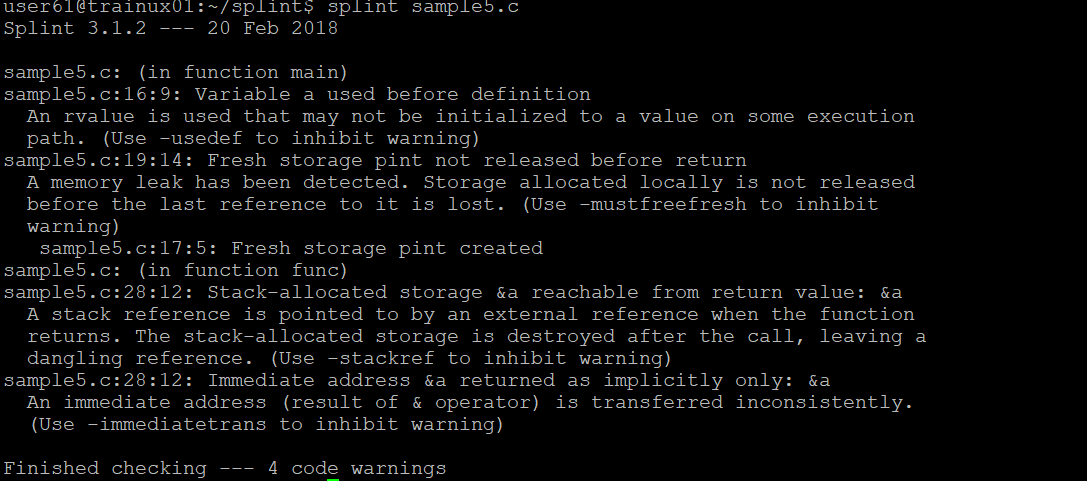 user61@trainux01:~/splint$ splint sample5.c
Splint 3.1.2 --- 20 Feb 2018
sample5.c: (in function main)
sample5.c:16:9: Variable a used before definition
An rvalue is used that may not be initialized to a value on some execution
path. (Use -usedef to inhibit warning)
sample5.c:19:14: Fresh storage pint not released before return
A memory leak has been detected. Storage allocated locally is not released
before the last reference to it is lost. (Use -mustfreefresh to inhibit
warning)
sample5.c:17:5: Fresh storage pint created
sample5.c: (in function func)
sample5.c:28:12: Stack-allocated storage &a reachable from return value: &a
A stack reference is pointed to by an external reference when the function
returns. The stack-allocated storage is destroyed after the call, leaving a
dangling reference. (Use -stackref to inhibit warning)
sample5.c:28:12: Immediate address &a returned as implicitly only: &a
An immediate address (result of & operator) is transferred inconsistently.
(Use -immediatetrans to inhibit warning)
Finished checking --- 4 code warnings